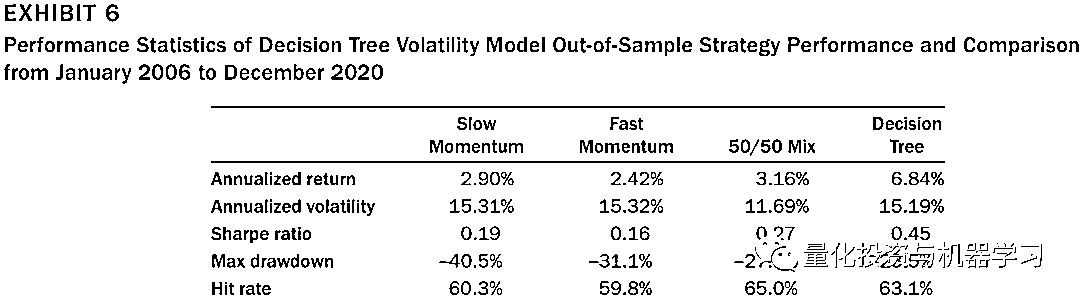 EXHIBIT 6
Performance Statistics of Decision Tree Volatility Model Out-of-Sample Strategy Performance and Comparison
from January 2006 to December 2020
Slow Momentum Fast Momentum 50/50 Mix Decision Tree
Annualized return 2.90% 2.42% 3.16% 6.84%
Annualized volatility 15.31% 15.32% 11.69% 15.19%
Sharpe ratio 0.19 0.16 0.27 0.45
Max drawdown –40.5% –31.1%
量化投资与机器学习
Hit rate 60.3% 59.8% 65.0% 63.1%